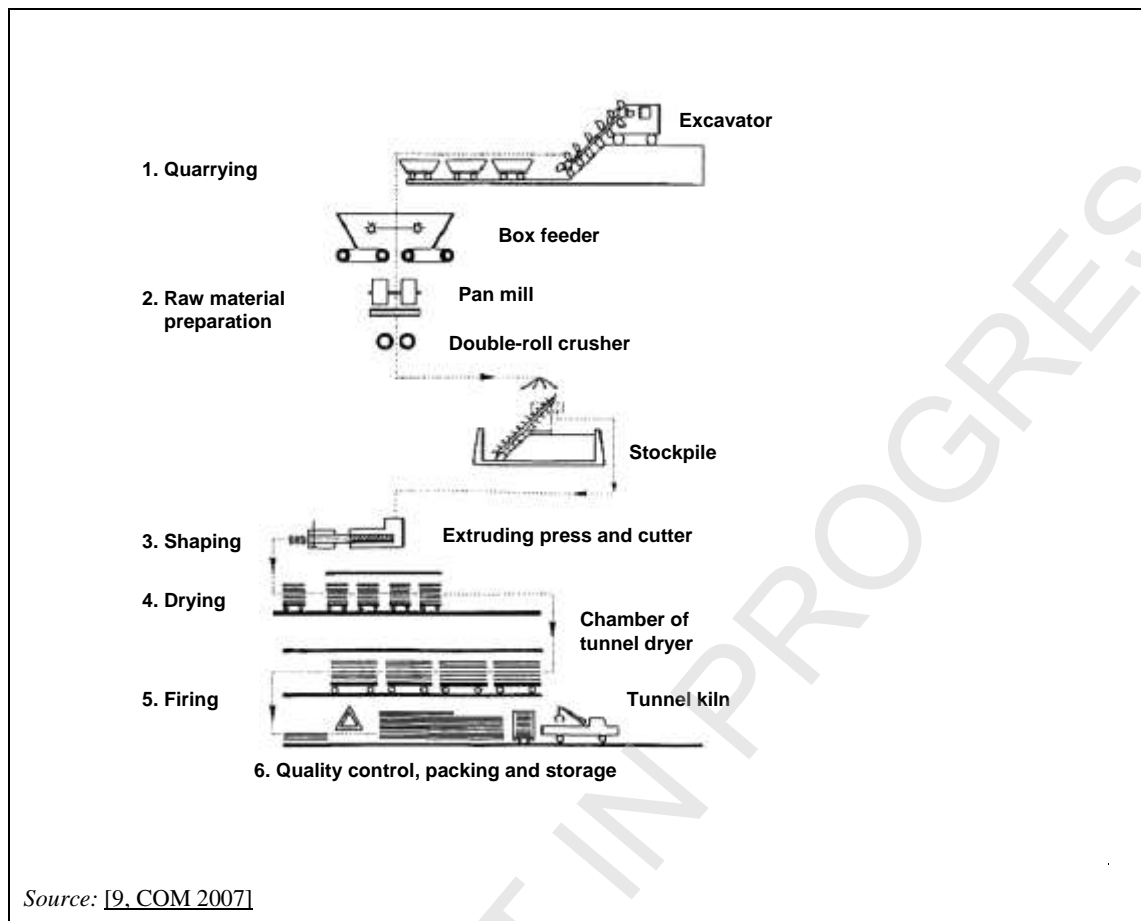 Excavator
1. Quarrying
Box feeder
2. Raw material
preparation
Pan mill
Double-roll crusher
Stockpile
3. Shaping
Extruding press and cutter
4. Drying
Chamber of
tunnel dryer
5. Firing
Tunnel kiln
6. Quality control, packing and storage
Source: [9, COM 2007]
IN PROGRES